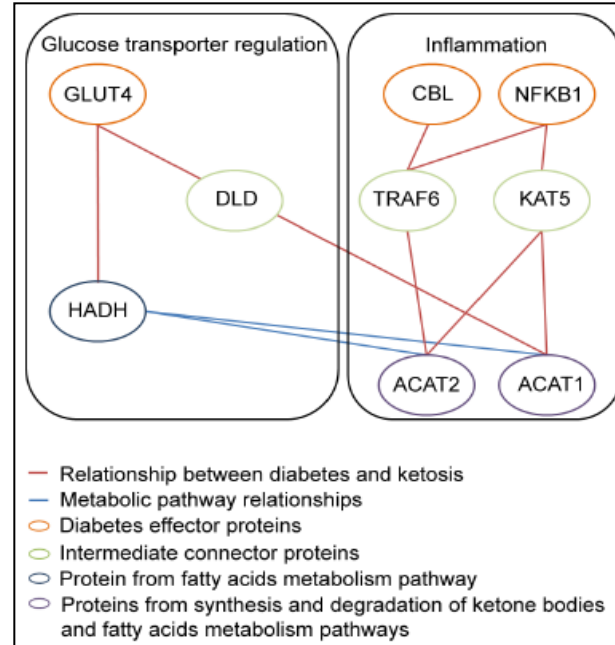 Glucose transporter regulation
Inflammation
GLUT4
CBL
NFKB1
DLD
TRAF6
KAT5
HADH
ACAT2
ACAT1
Relationship between diabetes and ketosis
Metabolic pathway relationships
Diabetes effector proteins
Intermediate connector proteins
Protein from fatty acids metabolism pathway
Proteins from synthesis and degradation of ketone bodies
and fatty acids metabolism pathways